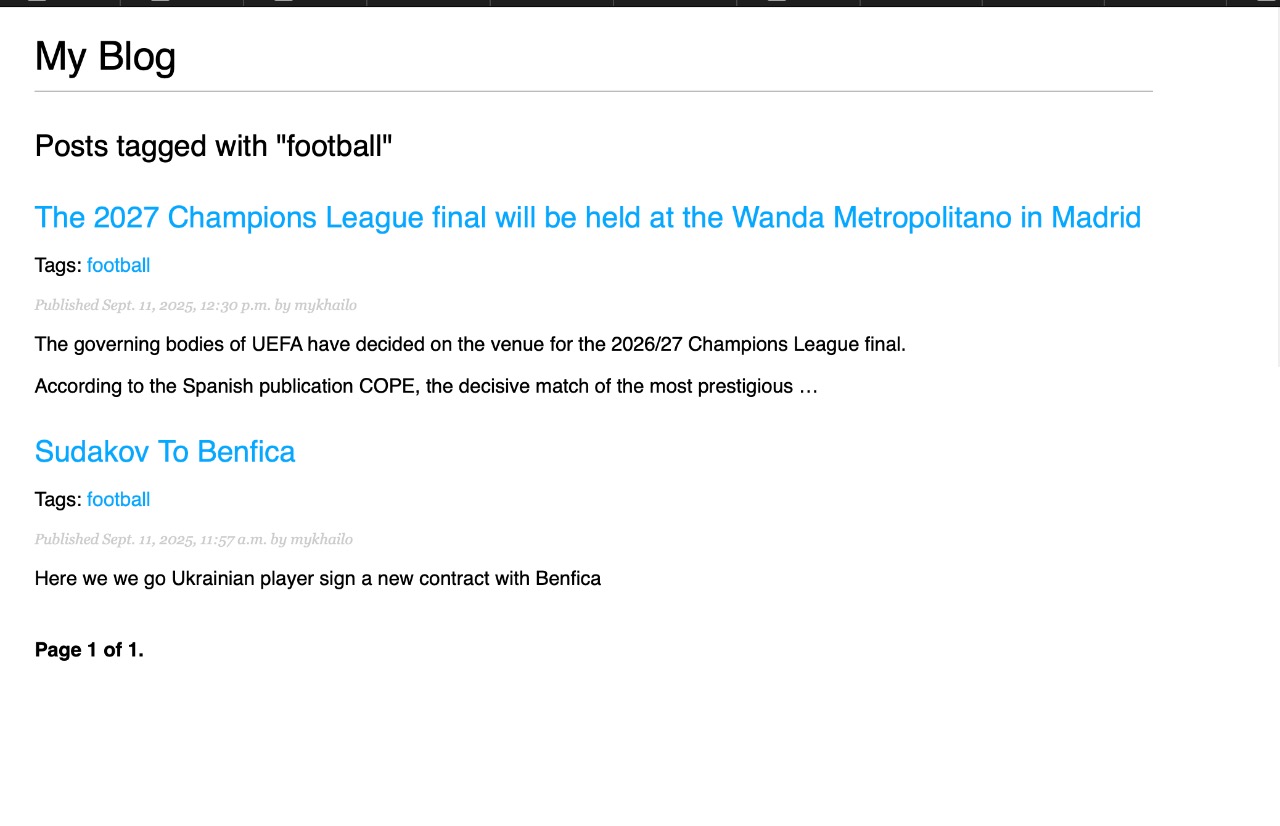 My Blog
Posts tagged with "football"
The 2027 Champions League final will be held at the Wanda Metropolitano in Madrid
Tags: football
Published Sept. 11, 2025, 12:30 p.m. by mykhailo
The governing bodies of UEFA have decided on the venue for the 2026/27 Champions League final.
According to the Spanish publication COPE, the decisive match of the most prestigious …
Sudakov To Benfica
Tags: football
Published Sept. 11, 2025, 11:57 a.m. by mykhailo
Here we we go Ukrainian player sign a new contract with Benfica
Page 1 of 1.